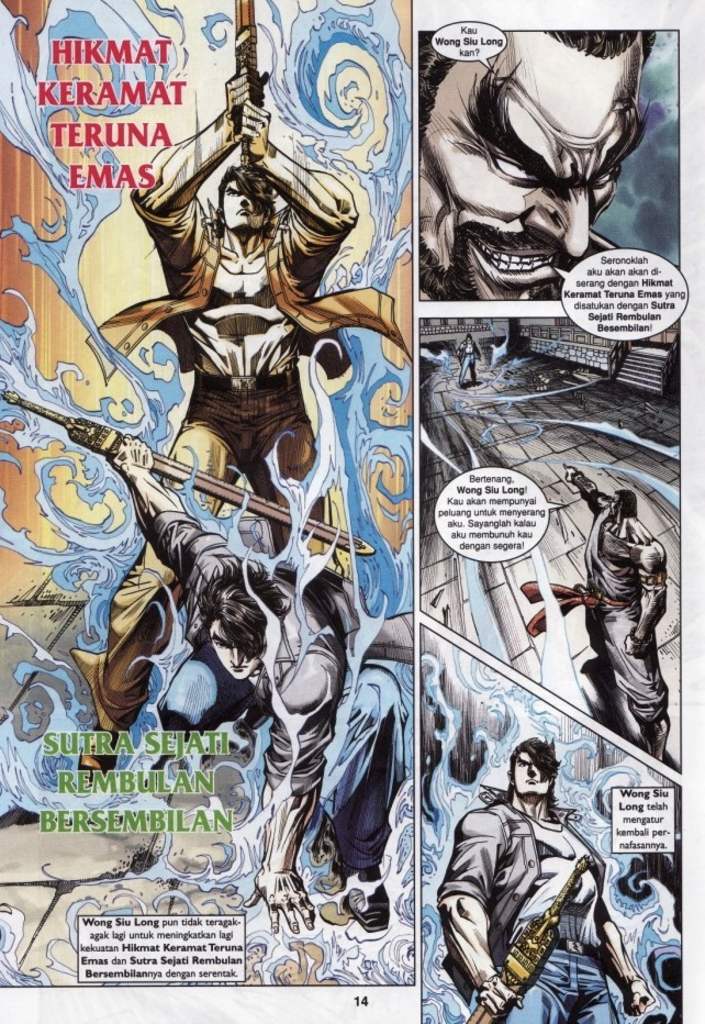 HIKMAT
KERAMAT
TERUNA
EMAS
SUTRA SEJATI
REMBULAN
BERSEMBILAN
Wong Siu Long pun tidak teragak-
agak lagi untuk meningkatkan lagi
kekuatan Hikmat Keramat Teruna
Emas dan Sutra Sejati Rembulan
Bersembilannya dengan serentak.
Kau
Wong Siu Long
kan?
Seronoklah
aku akan akan di-
serang dengan Hikmat
Keramat Teruna Emas yang
disatukan dengan Sutra
Sejati Rembulan
Besembilan!
Bertenang,
Wong Siu Long!
Kau akan mempunyai
peluang untuk menyerang
aku. Sayanglah kalau
aku membunuh kau
dengan segera!
Wong Siu
Long telah
mengatur
kembali per-
nafasannya.
14